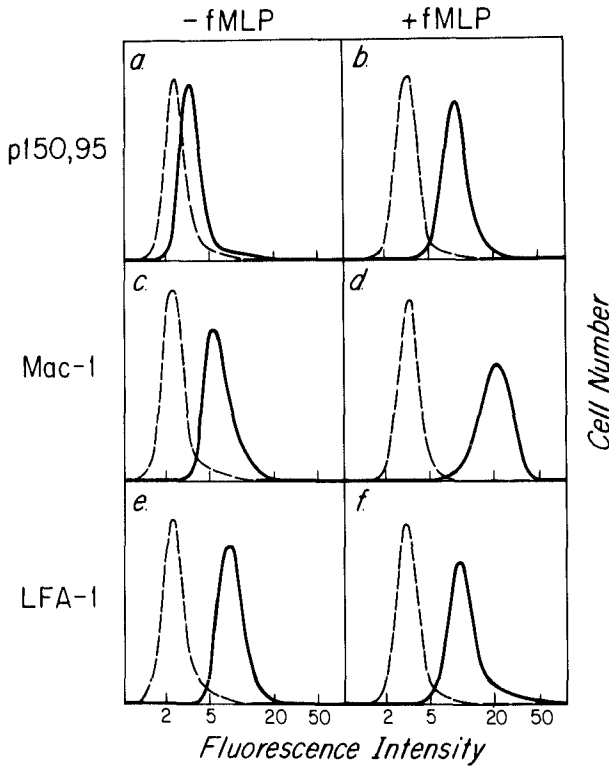 -fMLP +fMLP
a. b.
p150,95
c. d.
Mac-1
e. f.
LFA-1
2 5 20 50 2 5 20 50
Fluorescence Intensity
Cell Number